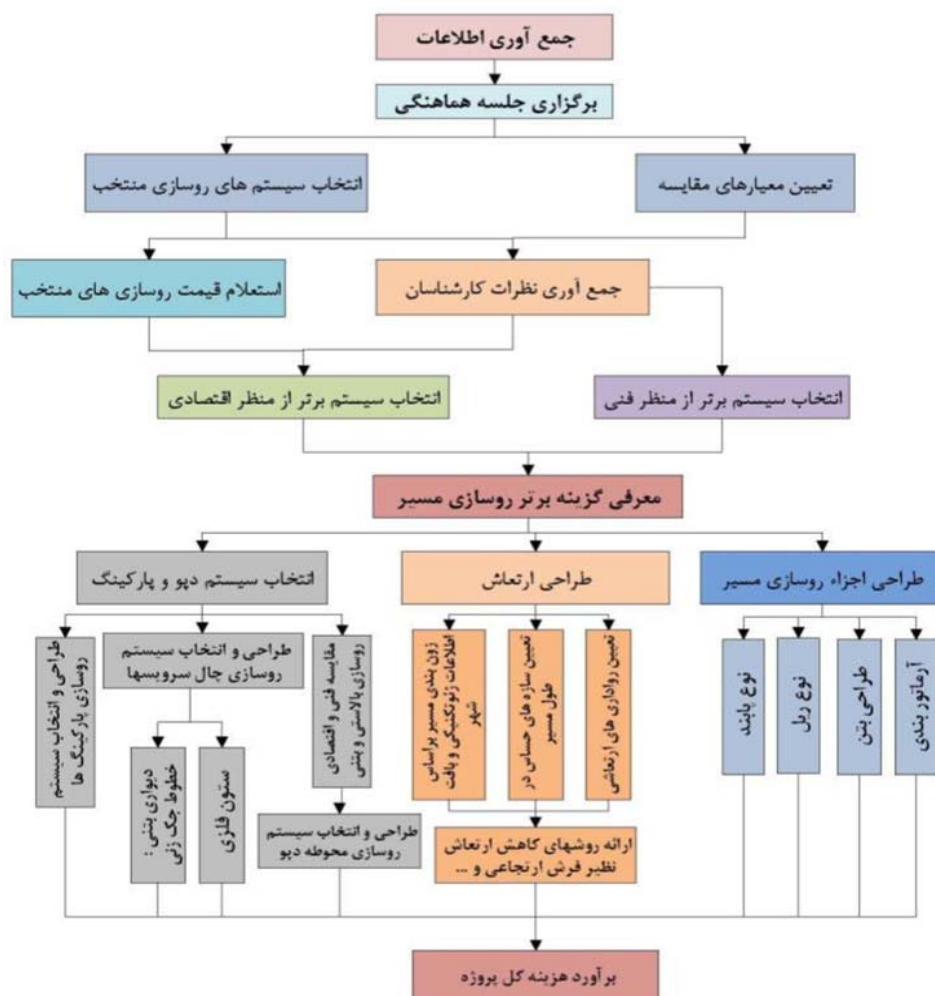 جمع آوری اطلاعات
برگزاری جلسه هماهنگی
تعیین معیارهای مقایسه
انتخاب سیستم های روسازی منتخب
جمع آوری نظرات کارشناسان
استعلام قیمت روسازی های منتخب
انتخاب سیستم برتر از منظر فنی
انتخاب سیستم برتر از منظر اقتصادی
معرفی گزینه برتر روسازی مسیر
طراحی اجزاء روسازی مسیر
طراحی ارتعاش
انتخاب سیستم دپو و پارکینگ
آرماتور بندی
طراحی بتن
نوع ریل
نوع پابند
تعیین رواداری های ارتعاشی
تعیین سازه های حساس در
طول مسیر
زون بندی مسیر براساس
اطلاعات ژئوتکنیکی و بافت
شهر
ارائه روشهای کاهش ارتعاش
نظیر فرش ارتجاعی و ...
مقایسه فنی و اقتصادی
روسازی بالاستی و بتنی
طراحی و انتخاب سیستم
روسازی محوطه دپو
طراحی و انتخاب سیستم
روسازی چال سرویسها
ستون فلزی
دیواری بتنی :
خطوط جک زنی
طراحی و انتخاب سیستم
روسازی پارکینگ ها
برآورد هزینه کل پروژه